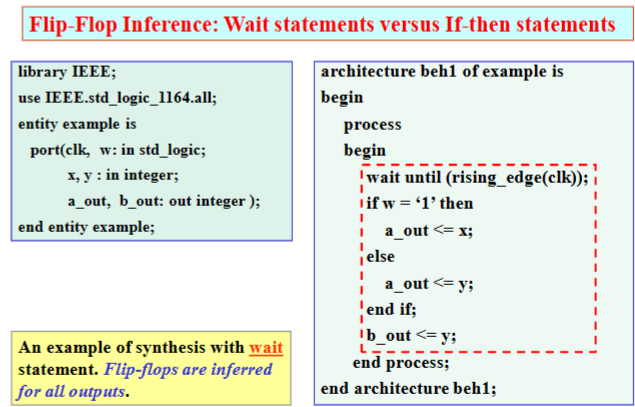 Flip-Flop Inference: Wait statements versus If-then statements
library IEEE;
use IEEE.std_logic_1164.all;
entity example is
port(clk, w: in std_logic;
x, y : in integer;
a_out, b_out: out integer );
end entity example;
An example of synthesis with wait
statement. Flip-flops are inferred
for all outputs.
architecture beh1 of example is
begin
process
begin
wait until (rising_edge(clk));
if w = ‘1’ then
a_out <= x;
else
a_out <= y;
end if;
b_out <= y;
end process;
end architecture beh1;